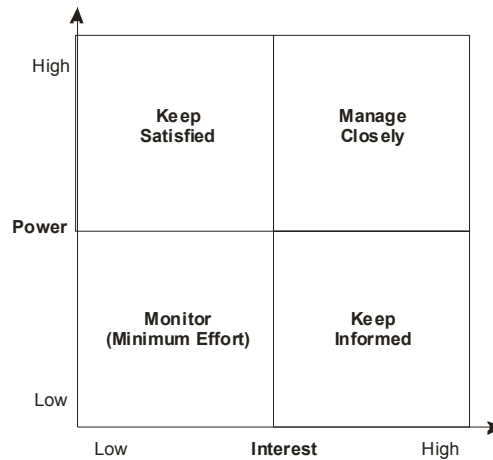 High
Keep
Satisfied
Manage
Closely
Power
Monitor
(Minimum Effort)
Keep
Informed
Low
Low
Interest
High